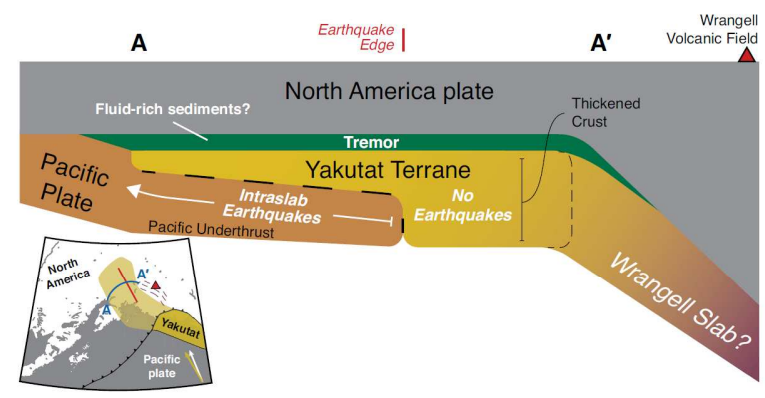 Earthquake
Edge
Wrangell
Volcanic Field
A
A′
North America plate
Fluid-rich sediments?
Thickened
Crust
Tremor
Yakutat Terrane
Pacific
Plate
Intraslab
Earthquakes
No
Earthquakes
Pacific Underthrust
Wrangell Slab?
North
America
A′
A
Yakutat
Pacific
plate